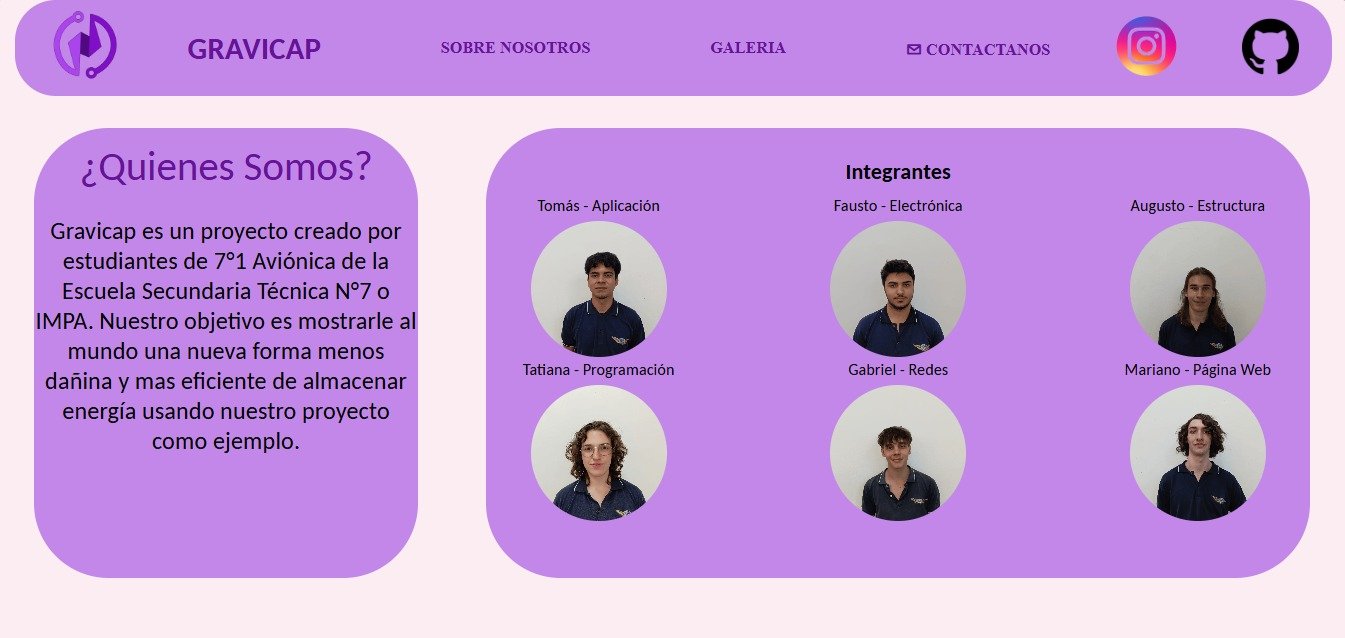 GRAVICAP
SOBRE NOSOTROS
GALERIA
CONTACTANOS
¿Quienes Somos?
Gravicap es un proyecto creado por
estudiantes de 7°1 Aviónica de la
Escuela Secundaria Técnica N°7 o
IMPA. Nuestro objetivo es mostrarle al
mundo una nueva forma menos
dañina y mas eficiente de almacenar
energía usando nuestro proyecto
como ejemplo.
Integrantes
Tomás - Aplicación
Fausto - Electrónica
Augusto - Estructura
Tatiana - Programación
Gabriel - Redes
Mariano - Página Web